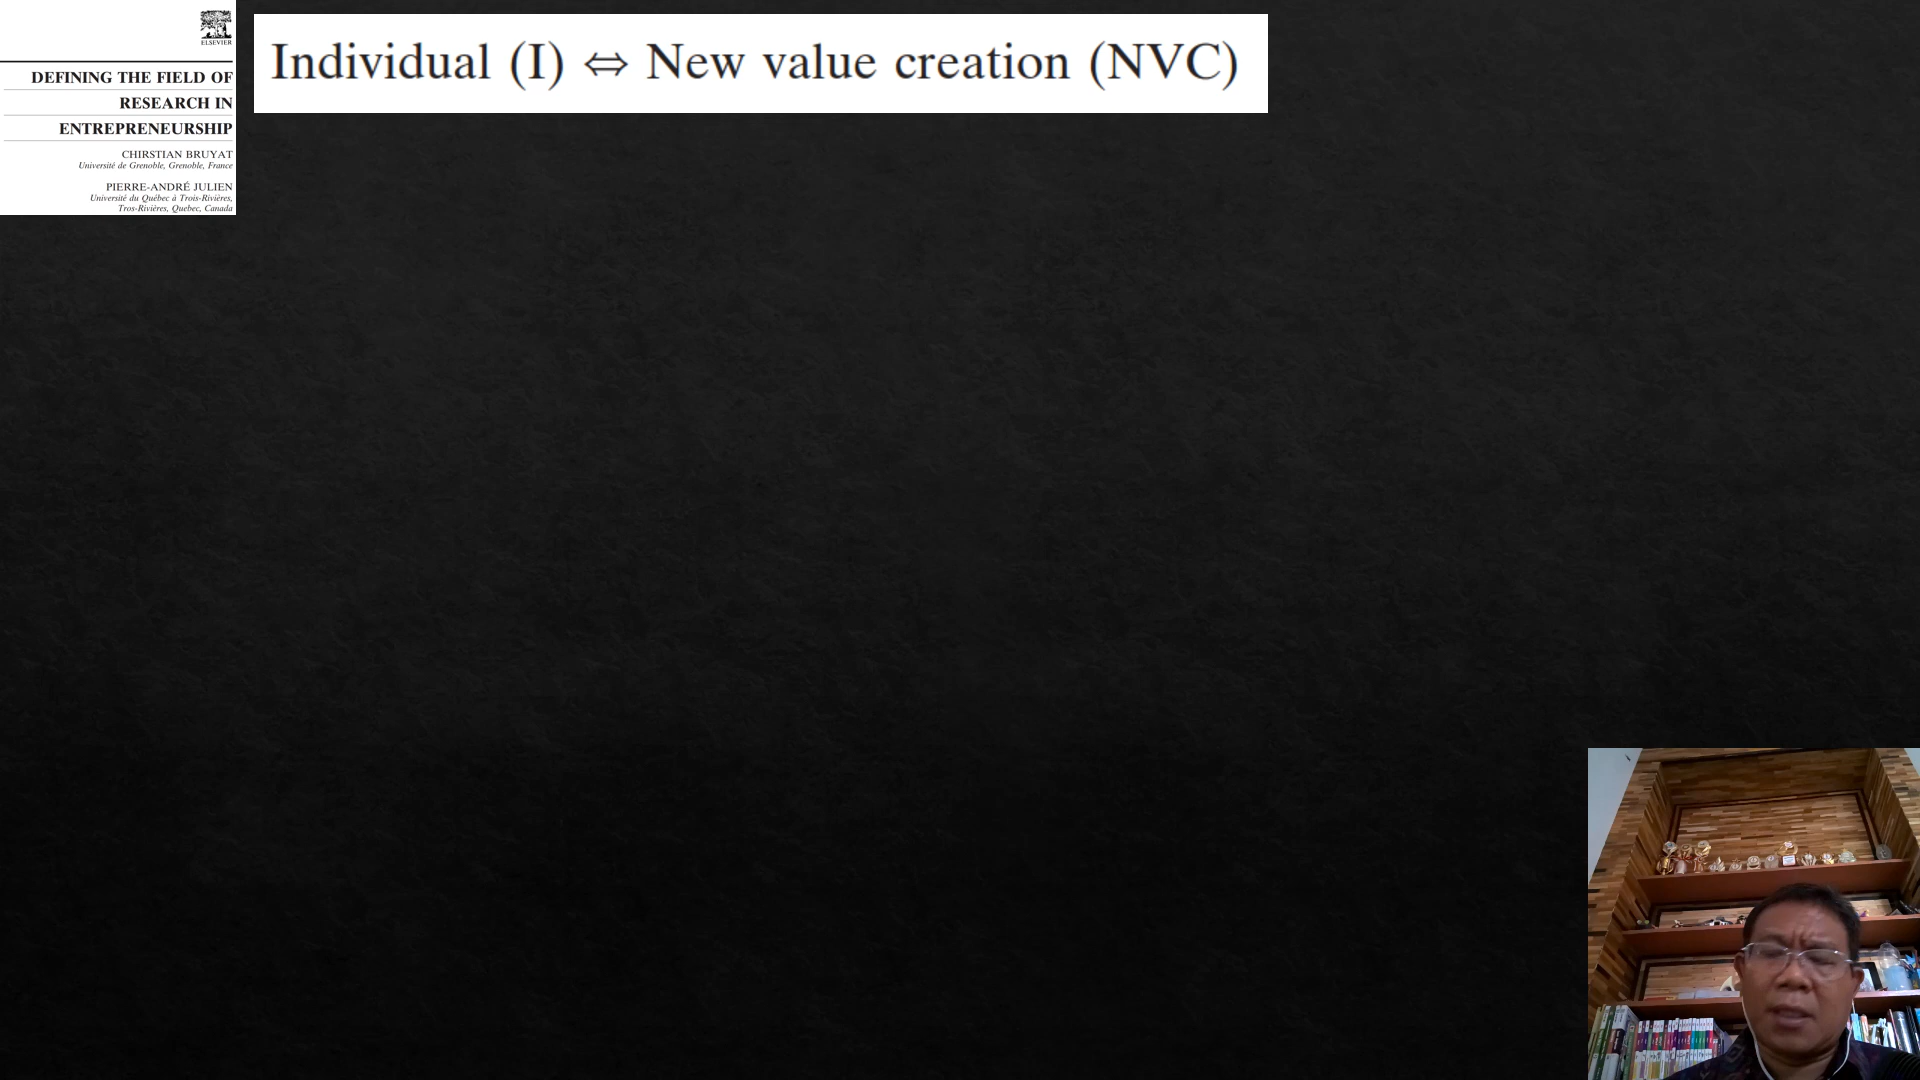 ELSEVIER
DEFINING THE FIELD OF
RESEARCH IN
ENTREPRENEURSHIP
CHIRSTIAN BRUYAT
Université de Grenoble, Grenoble, France
PIERRE-ANDRÉ JULIEN
Université du Québec à Trois-Rivières,
Tros-Rivières, Quebec, Canada
Individual (I) ⇔ New value creation (NVC)